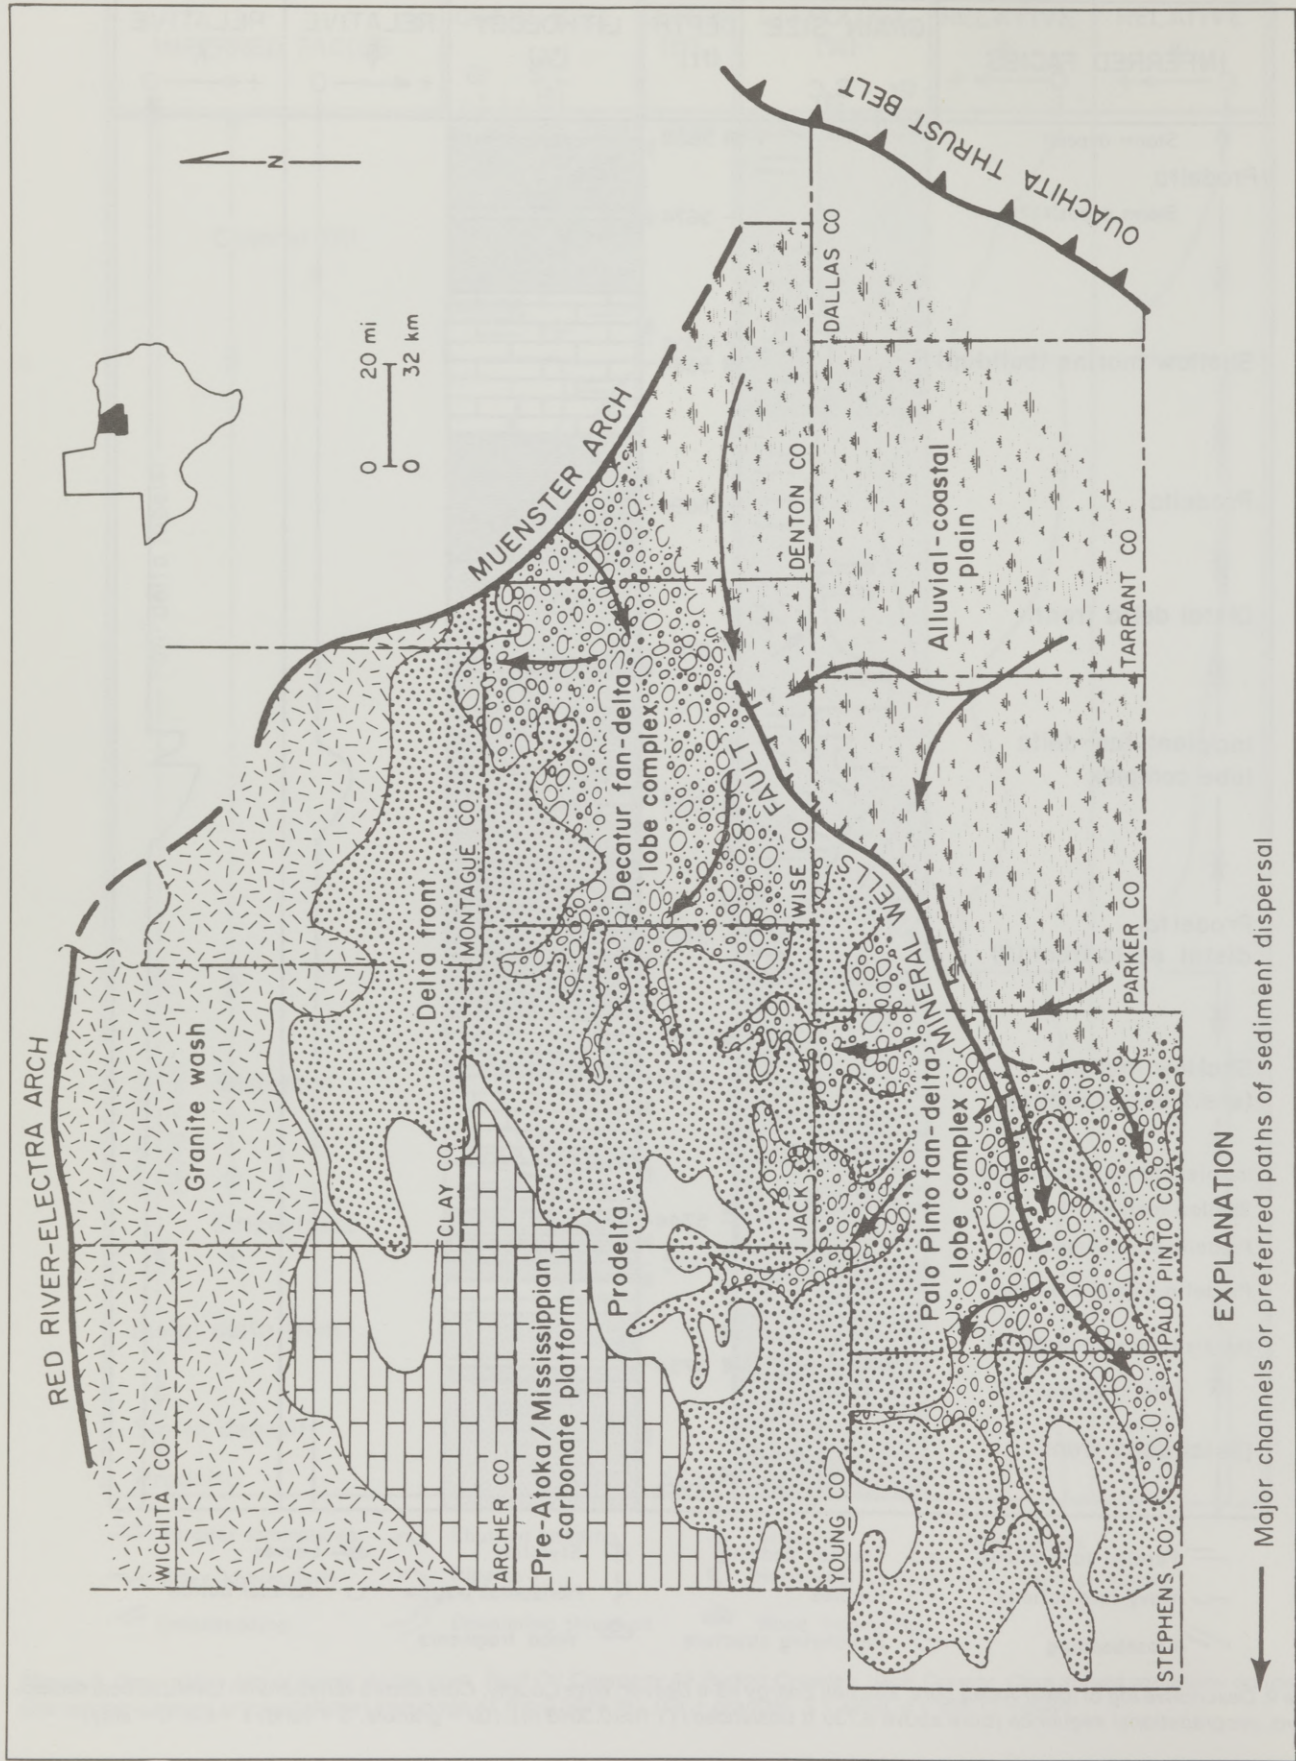 RED RIVER-ELECTRA ARCH
WICHITA CO
Granite wash
N
0 20 mi
0 32 km
MUENSTER ARCH
OUACHITA THRUST BELT
ARCHER CO
CLAY CO
MONTAGUE CO
Delta front
Pre-Atoka/Mississippian
carbonate platform
Prodelta
Decatur fan-delta
lobe complex
YOUNG CO
JACK CO
WISE CO
DENTON CO
DALLAS CO
MINERAL WELLS FAULT
Palo Pinto fan-delta
lobe complex
Alluvial-coastal
plain
STEPHENS CO
PALO PINTO CO
PARKER CO
TARRANT CO
EXPLANATION
Major channels or preferred paths of sediment dispersal